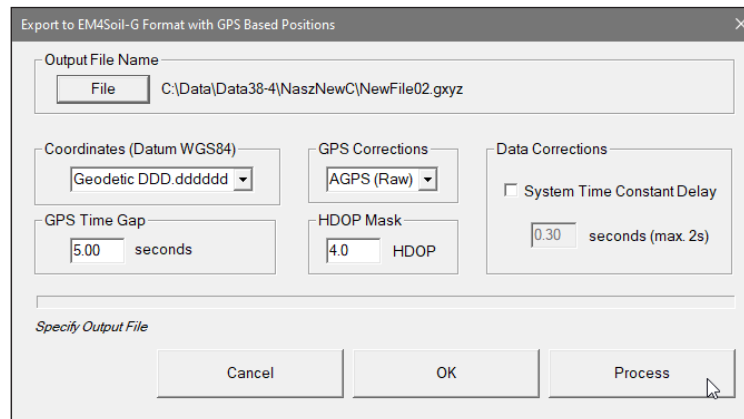 Export to EM4Soil-G Format with GPS Based Positions
Output File Name
File C:\Data\Data38-4\NaszNewC\NewFile02.gxyz
Coordinates (Datum WGS84) GPS Corrections Data Corrections
Geodetic DDD.dddddd AGPS (Raw) System Time Constant Delay
GPS Time Gap HDOP Mask
5.00 seconds 4.0 HDOP 0.30 seconds (max. 2s)
Specify Output File
Cancel OK Process